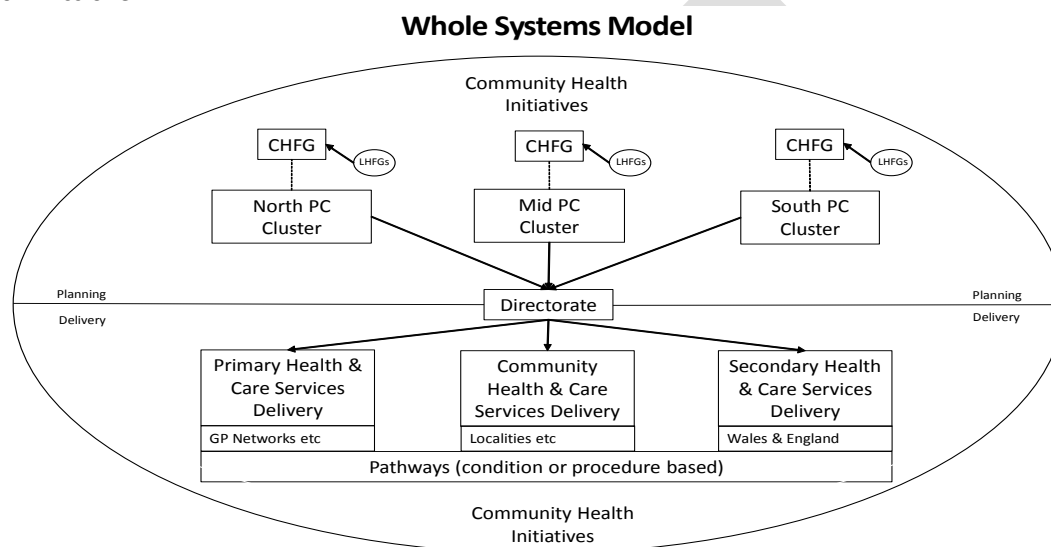 Whole Systems Model
Community Health
Initiatives
CHFG
LHFGs
CHFG
LHFGs
CHFG
LHFGs
North PC
Cluster
Mid PC
Cluster
South PC
Cluster
Planning
Planning
Directorate
Delivery
Delivery
Primary Health &
Care Services
Delivery
Community
Health & Care
Services Delivery
Secondary Health
& Care Services
Delivery
GP Networks etc
Localities etc
Wales & England
Pathways (condition or procedure based)
Community Health
Initiatives